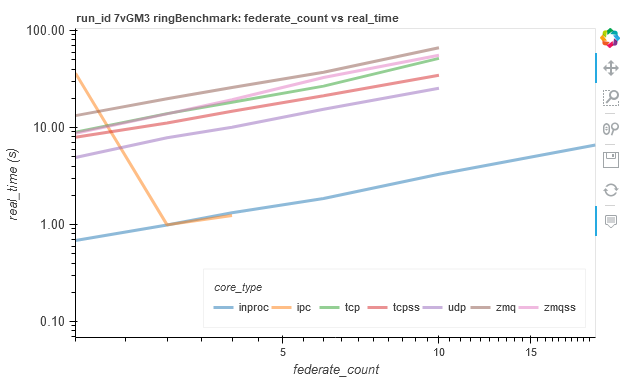 run_id 7vGM3 ringBenchmark: federate_count vs real_time
100.00
10.00
1.00
0.10
real_time (s)
core_type
inproc ipc tcp tcpss udp zmq zmqss
5 10 15
federate_count